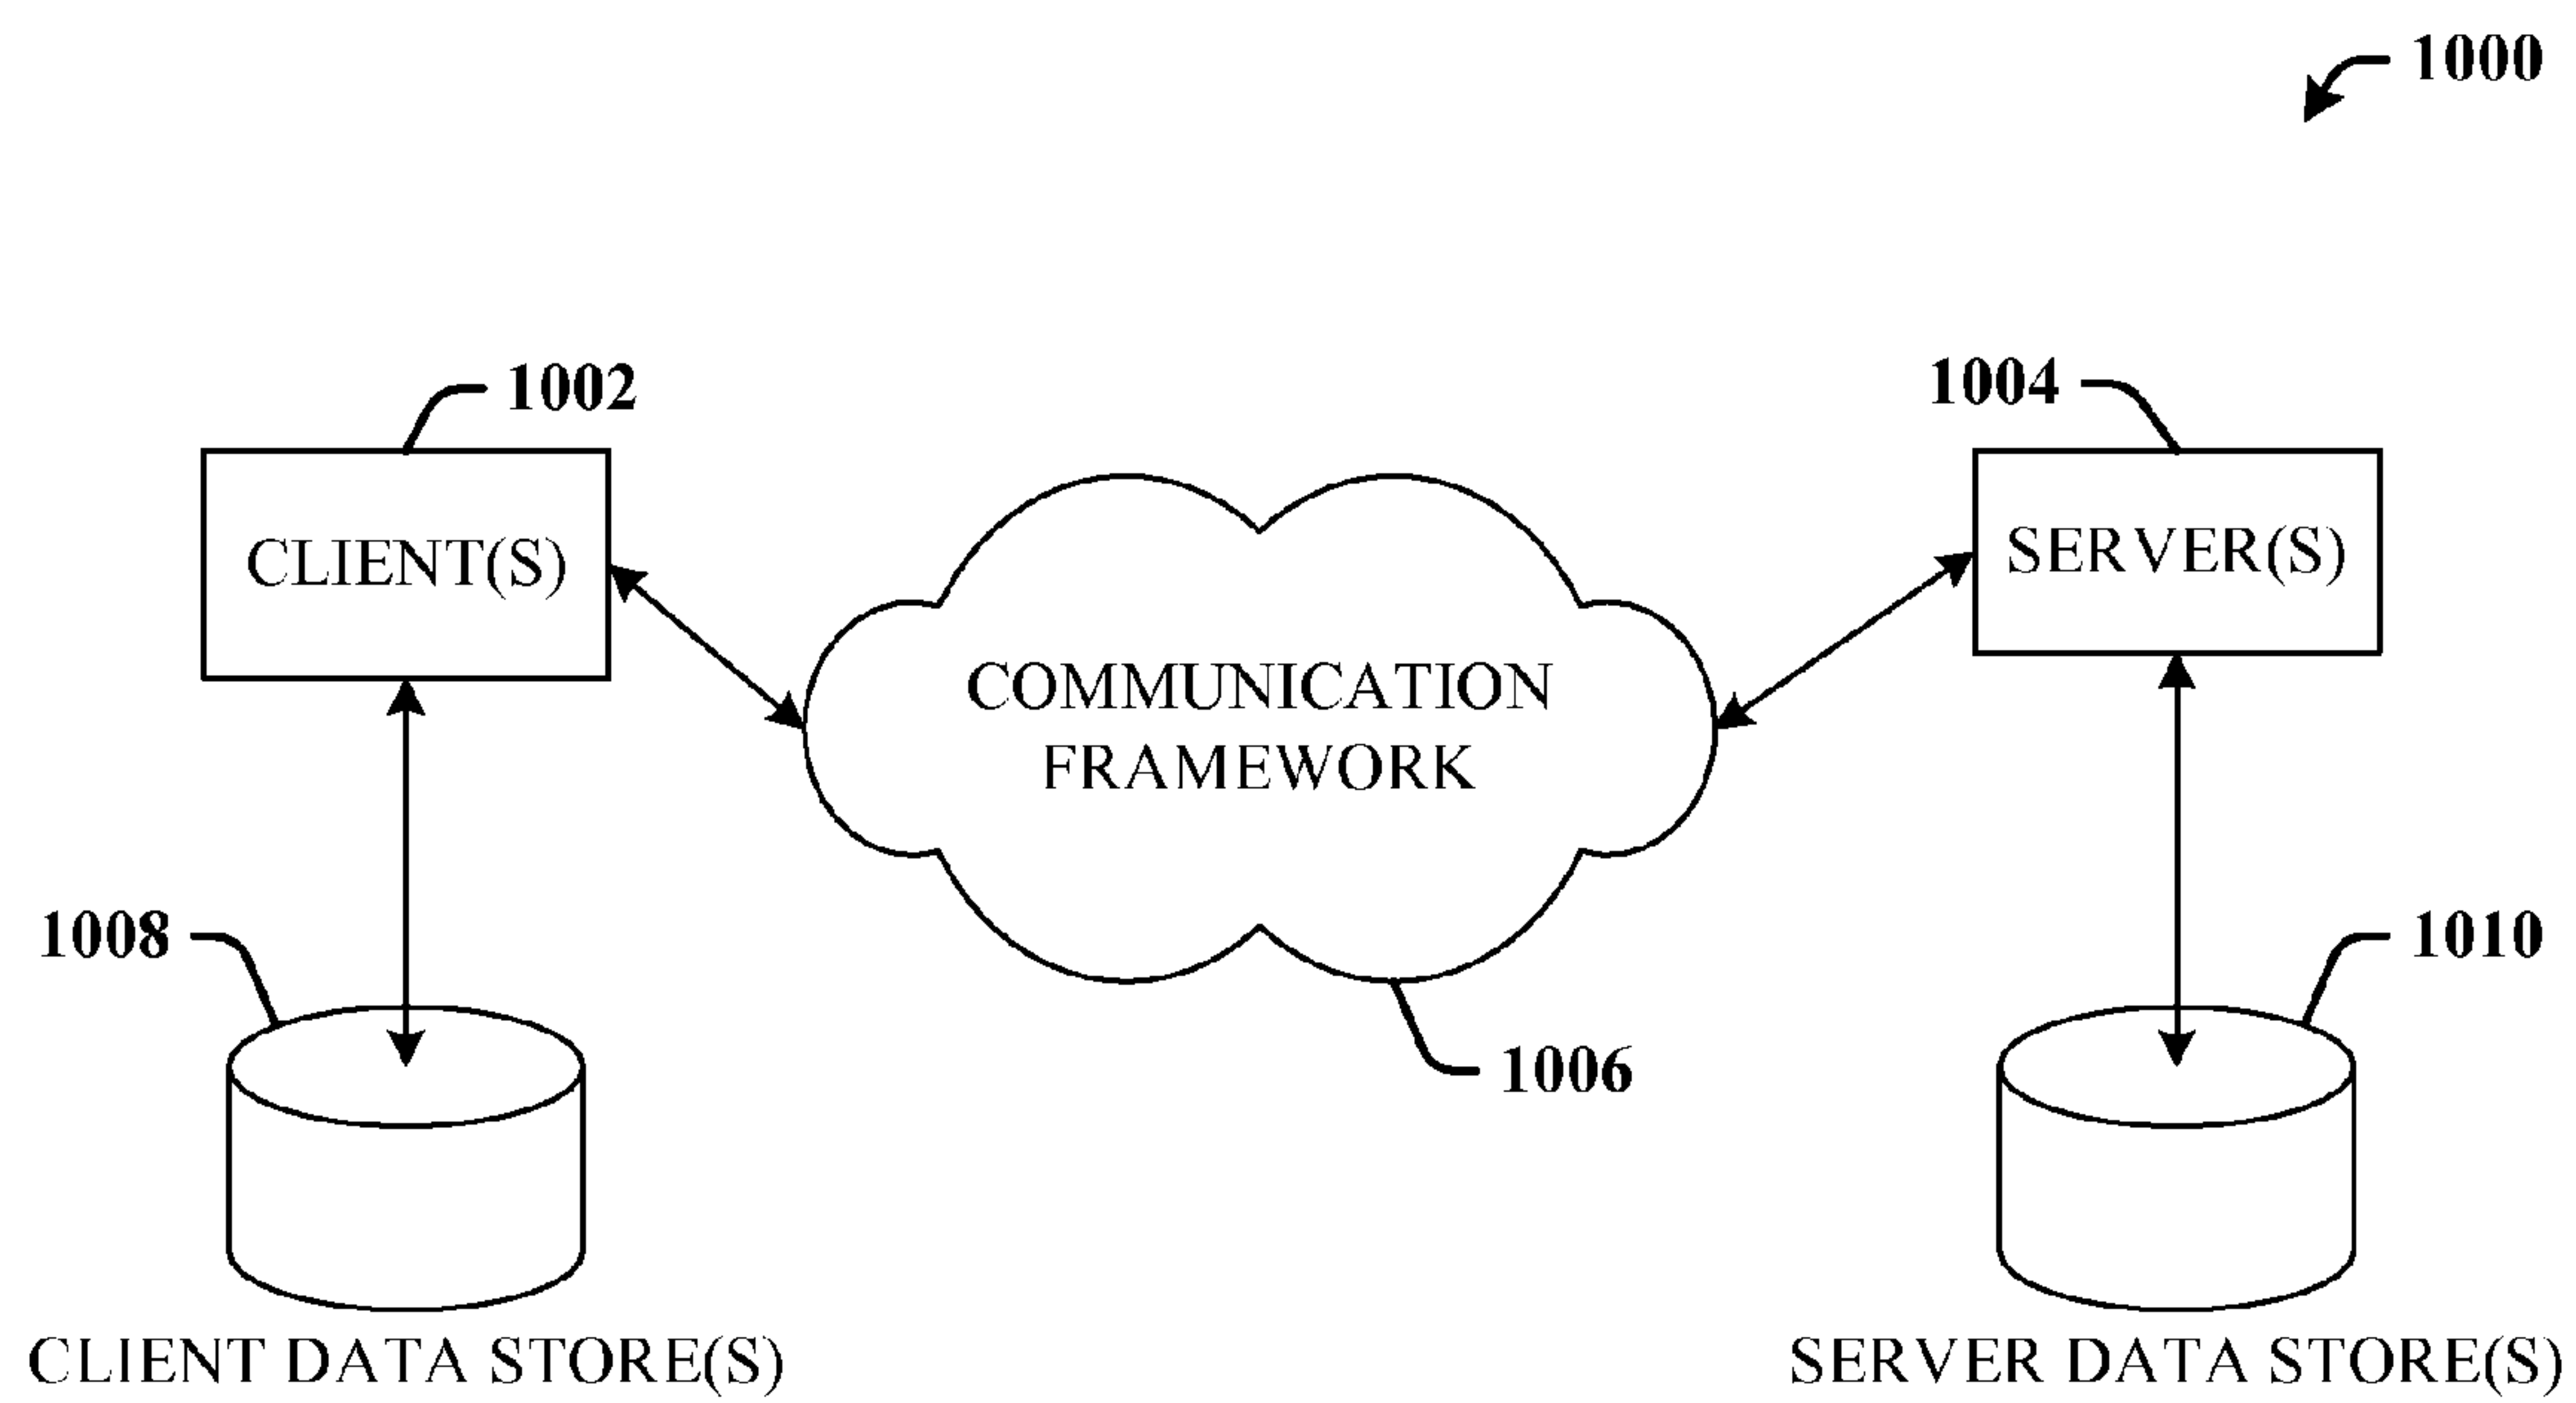 1000
1002
1004
CLIENT(S)
SERVER(S)
COMMUNICATION
FRAMEWORK
1008
1010
1006
CLIENT DATA STORE(S)
SERVER DATA STORE(S)